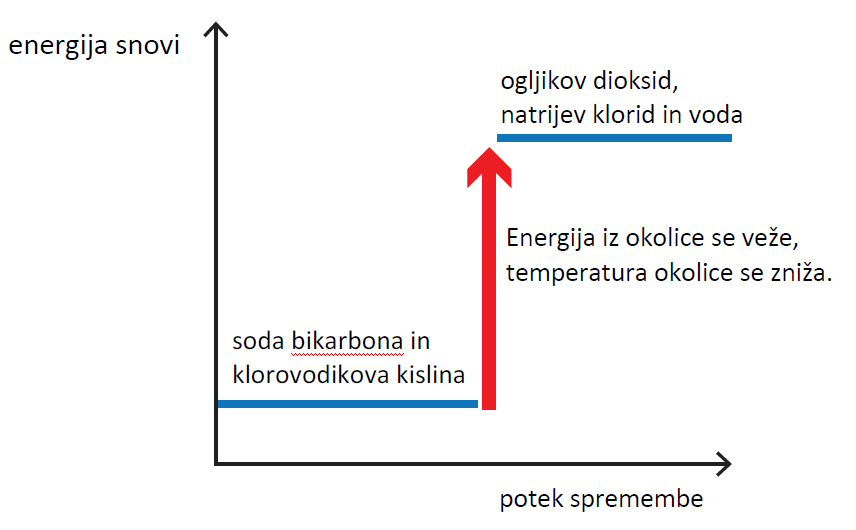 energija snovi
ogljikov dioksid,
natrijev klorid in voda
Energija iz okolice se veže,
temperatura okolice se zniža.
soda bikarbona in
klorovodikova kislina
potek spremembe